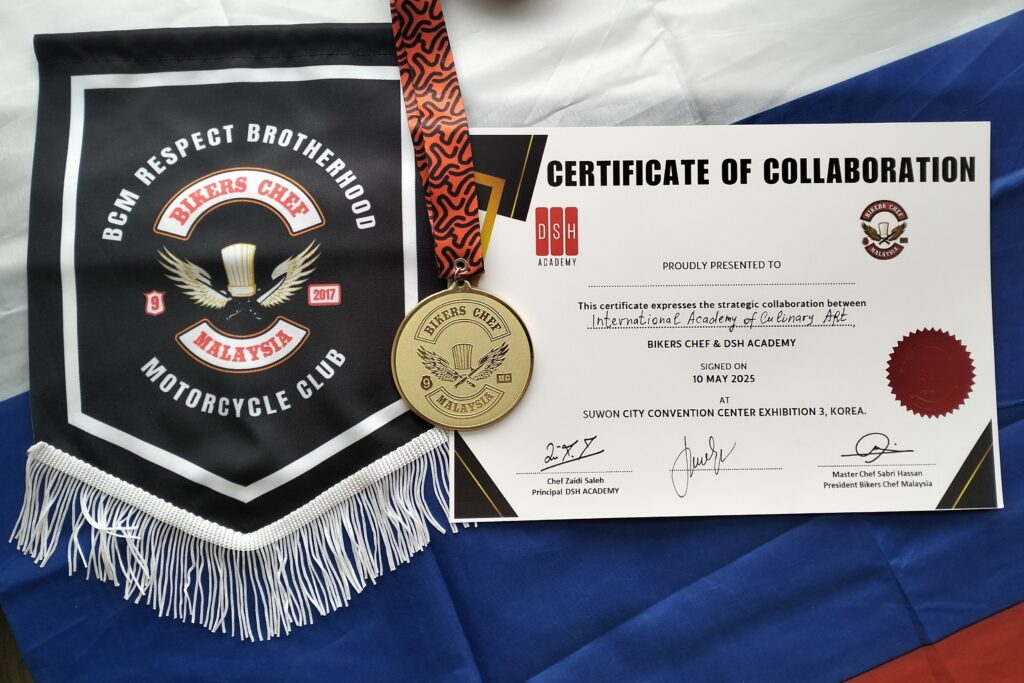 BCM RESPECT BROTHERHOOD
BIKERS CHEF
9
2017
MALAYSIA
MOTORCYCLE CLUB
BIKERS CHEF
9
MC
MALAYSIA
CERTIFICATE OF COLLABORATION
DSH
ACADEMY
BIKERS CHEF
MALAYSIA
PROUDLY PRESENTED TO
This certificate expresses the strategic collaboration between
International Academy of Culinary Art,
BIKERS CHEF & DSH ACADEMY
SIGNED ON
10 MAY 2025
AT
SUWON CITY CONVENTION CENTER EXHIBITION 3, KOREA.
Chef Zaidi Saleh
Principal DSH ACADEMY
Master Chef Sabri Hassan
President Bikers Chef Malaysia